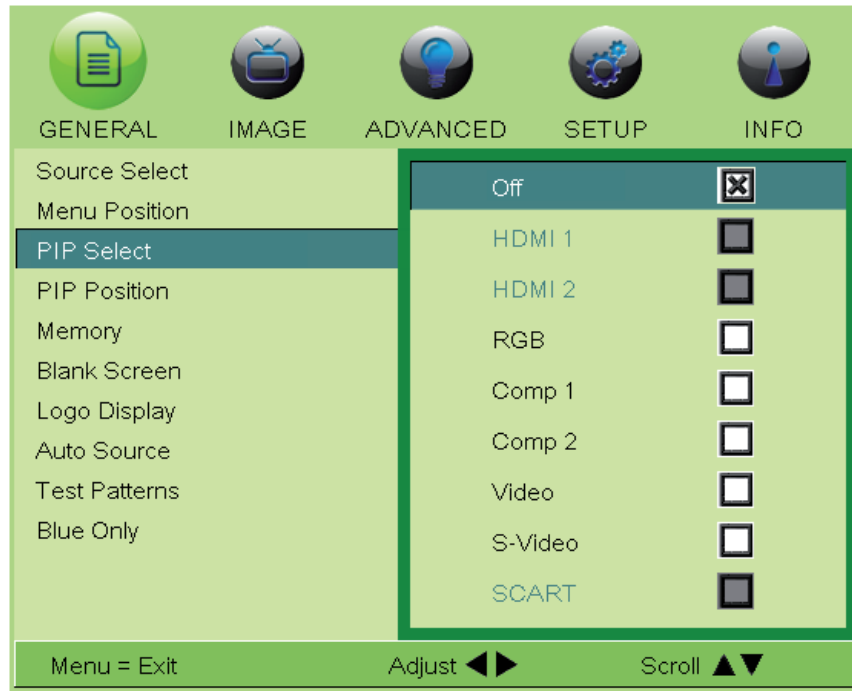 GENERAL IMAGE ADVANCED SETUP INFO
Source Select
Menu Position
PIP Select
PIP Position
Memory
Blank Screen
Logo Display
Auto Source
Test Patterns
Blue Only
Off
HDMI 1
HDMI 2
RGB
Comp 1
Comp 2
Video
S-Video
SCART
Menu = Exit Adjust ◀▶ Scroll ▲▼